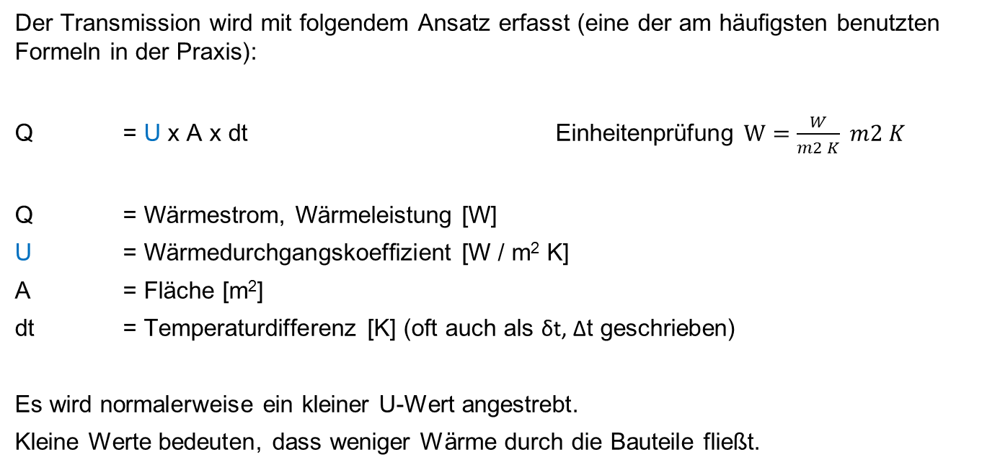 Der Transmission wird mit folgendem Ansatz erfasst (eine der am häufigsten benutzten
Formeln in der Praxis):
Q = U x A x dt Einheitenprüfung W = W / m2 K m2 K
Q = Wärmestrom, Wärmeleistung [W]
U = Wärmedurchgangskoeffizient [W / m² K]
A = Fläche [m²]
dt = Temperaturdifferenz [K] (oft auch als δt, Δt geschrieben)
Es wird normalerweise ein kleiner U-Wert angestrebt.
Kleine Werte bedeuten, dass weniger Wärme durch die Bauteile fließt.